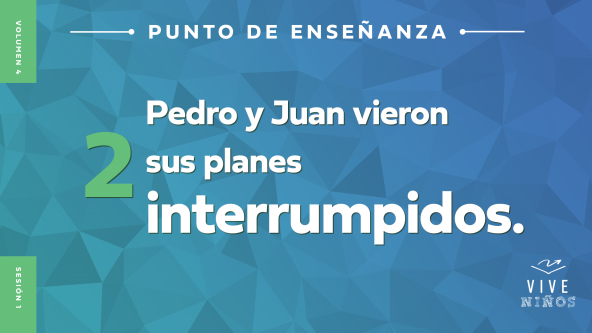 VOLUMEN 4
PUNTO DE ENSEÑANZA
2
Pedro y Juan vieron
sus planes
interrumpidos.
SESIÓN 1
VIVE
NIÑOS